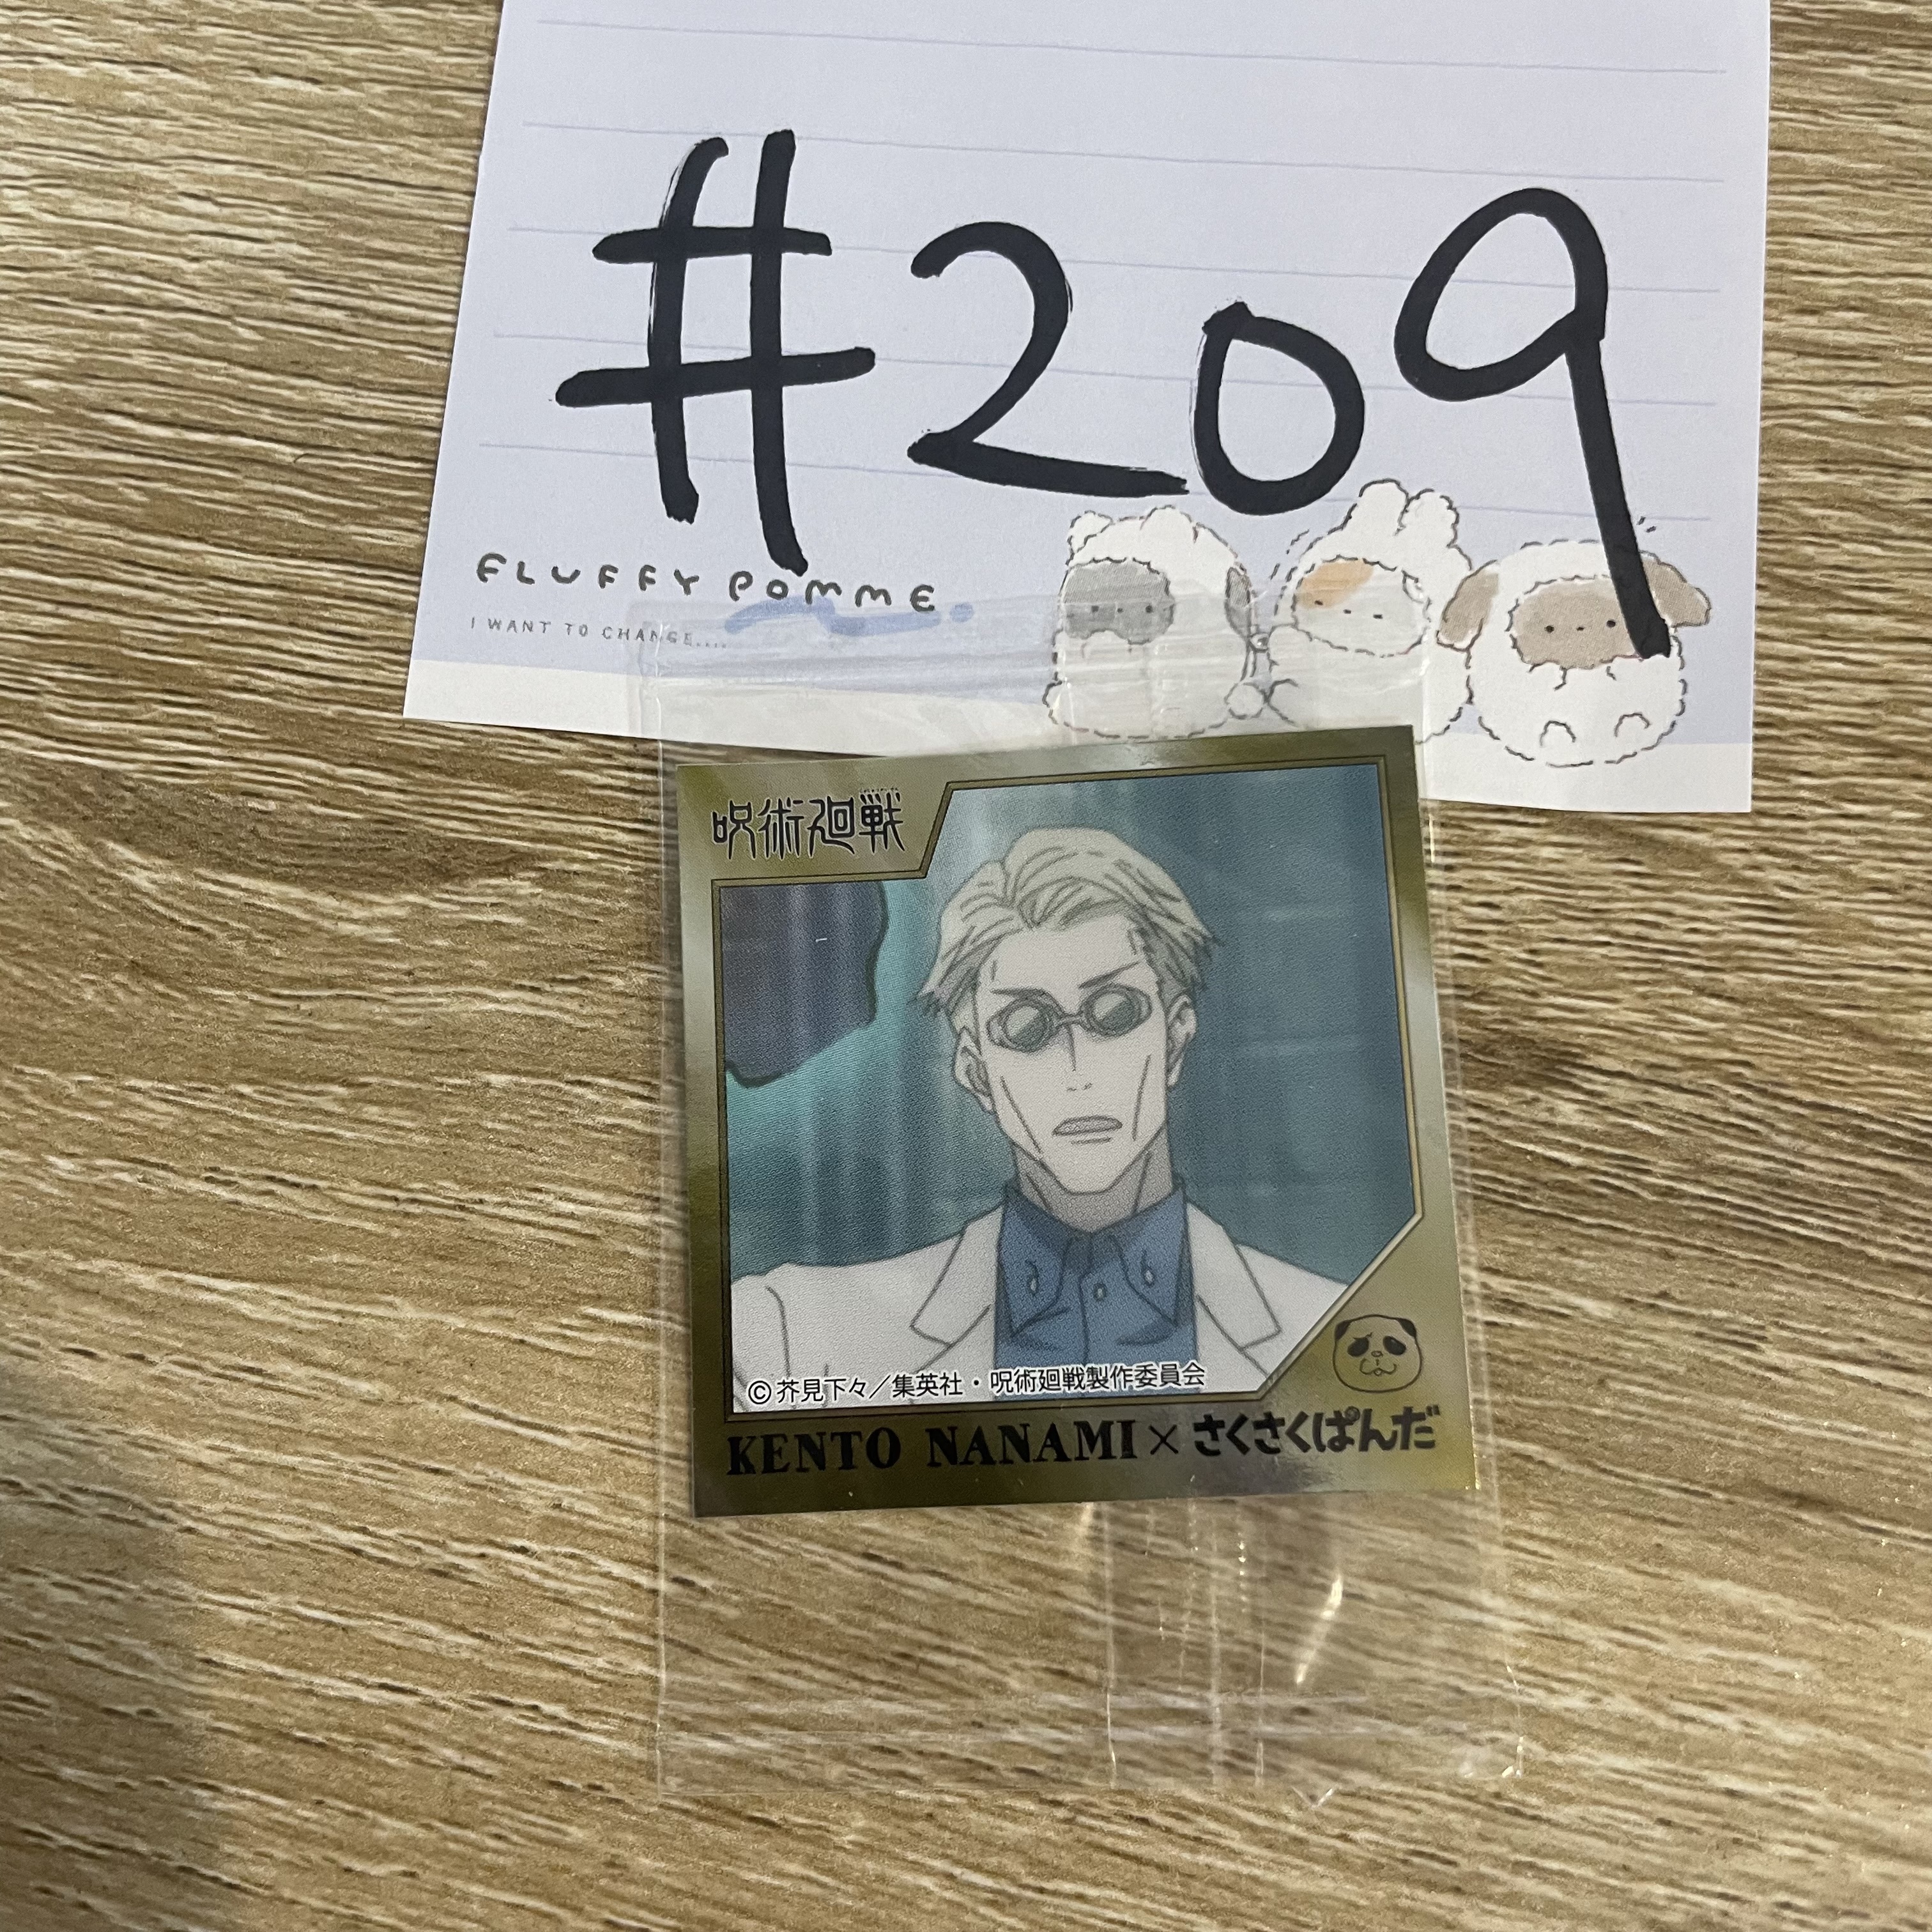 #209
FLUFFY POMME
I WANT TO CHANGE....
呪術廻戦
©芥見下々／集英社・呪術廻戦製作委員会
KENTO NANAMI×さくさくぱんだ